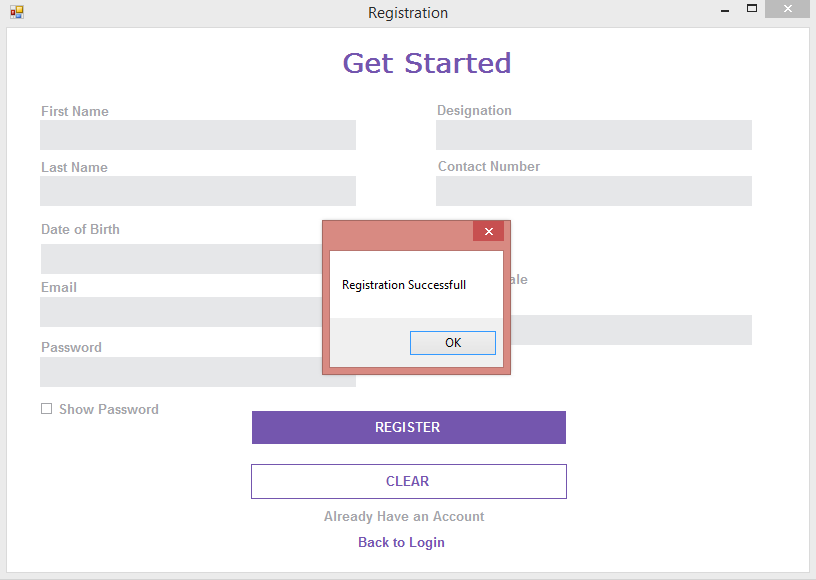 Registration
Get Started
First Name
Designation
Last Name
Contact Number
Date of Birth
Email
Password
Show Password
Registration Successfull
OK
REGISTER
CLEAR
Already Have an Account
Back to Login